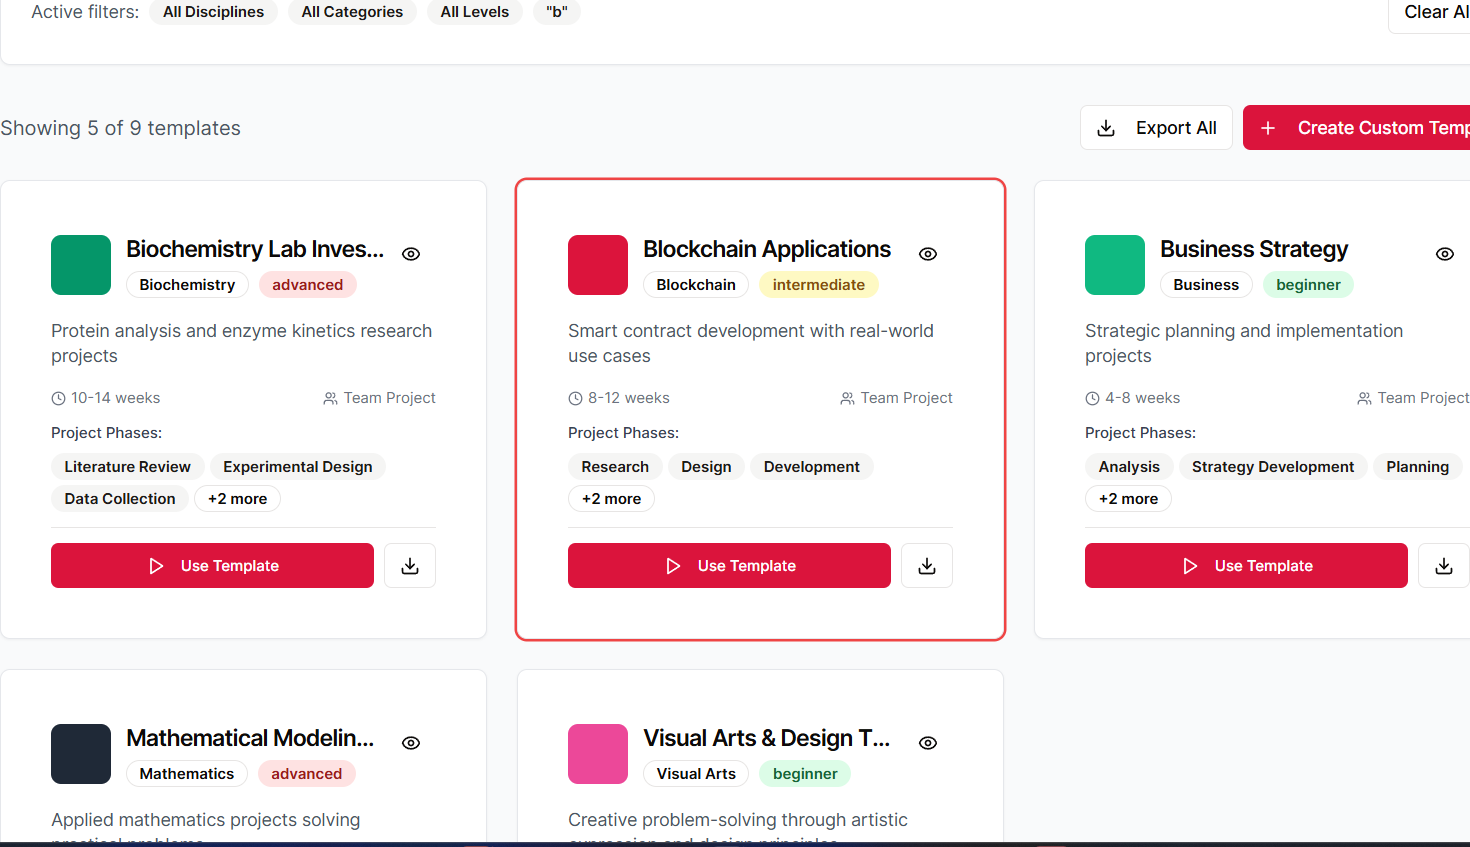 Active filters: All Disciplines All Categories All Levels "b"
Clear Al
Showing 5 of 9 templates
Export All
Create Custom Temp
Biochemistry Lab Inves...
Biochemistry advanced
Protein analysis and enzyme kinetics research
projects
10-14 weeks Team Project
Project Phases:
Literature Review Experimental Design
Data Collection +2 more
Use Template
Blockchain Applications
Blockchain intermediate
Smart contract development with real-world
use cases
8-12 weeks Team Project
Project Phases:
Research Design Development
+2 more
Use Template
Business Strategy
Business beginner
Strategic planning and implementation
projects
4-8 weeks Team Project
Project Phases:
Analysis Strategy Development Planning
+2 more
Use Template
Mathematical Modelin...
Mathematics advanced
Applied mathematics projects solving
practical problems
Visual Arts & Design T...
Visual Arts beginner
Creative problem-solving through artistic
expression and design principles